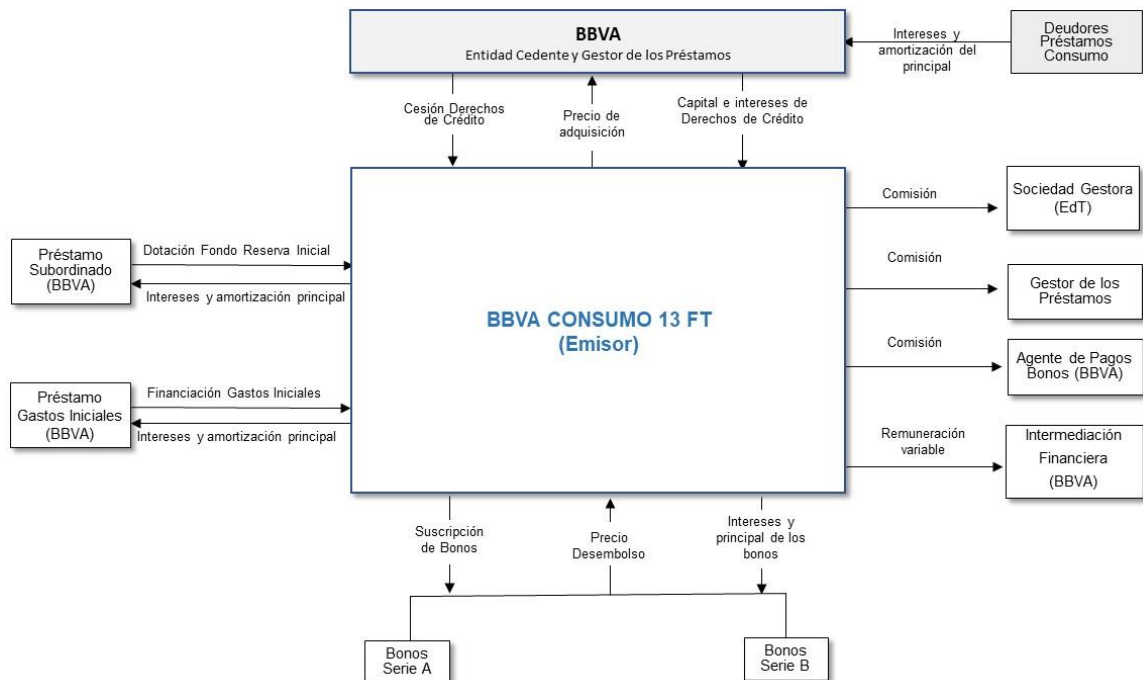 BBVA
Entidad Cedente y Gestor de los Préstamos
Intereses y
amortización del
principal
Deudores
Préstamos
Consumo
Cesión Derechos
de Crédito
Precio de
adquisición
Capital e intereses de
Derechos de Crédito
Préstamo
Subordinado
(BBVA)
Dotación Fondo Reserva Inicial
Intereses y amortización principal
Préstamo
Gastos Iniciales
(BBVA)
Financiación Gastos Iniciales
Intereses y amortización principal
BBVA CONSUMO 13 FT
(Emisor)
Comisión
Sociedad Gestora
(EdT)
Comisión
Gestor de los
Préstamos
Comisión
Agente de Pagos
Bonos (BBVA)
Remuneración
variable
Intermediación
Financiera
(BBVA)
Suscripción
de Bonos
Precio
Desembolso
Intereses y
principal de los
bonos
Bonos
Serie A
Bonos
Serie B